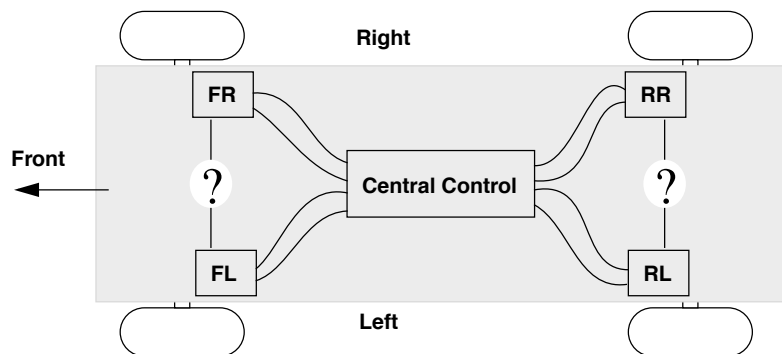 Right
FR
RR
Front
?
Central Control
?
FL
RL
Left